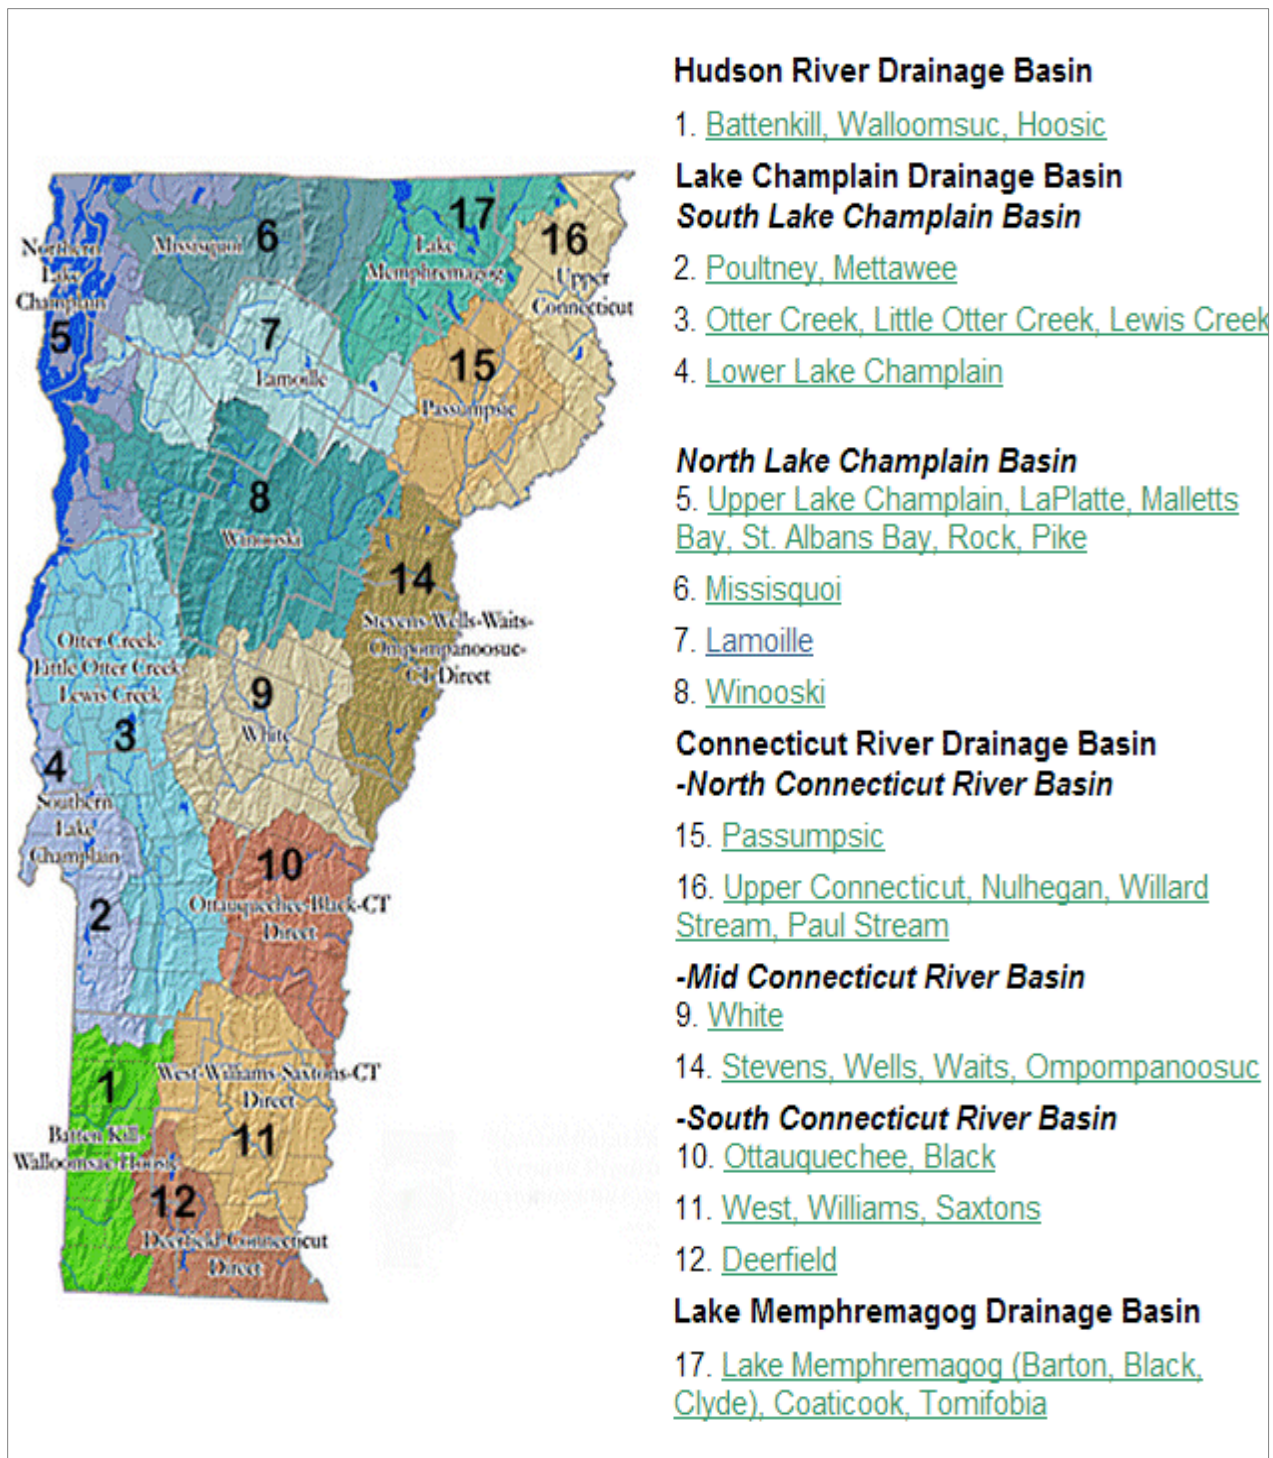 Hudson River Drainage Basin
1. Battenkill, Walloomsuc, Hoosic
Lake Champlain Drainage Basin
South Lake Champlain Basin
2. Poultney, Mettawee
3. Otter Creek, Little Otter Creek, Lewis Creek
4. Lower Lake Champlain
North Lake Champlain Basin
5. Upper Lake Champlain, LaPlatte, Malletts
Bay, St. Albans Bay, Rock, Pike
6. Missisquoi
7. Lamoille
8. Winooski
Connecticut River Drainage Basin
-North Connecticut River Basin
15. Passumpsic
16. Upper Connecticut, Nulhegan, Willard
Stream, Paul Stream
-Mid Connecticut River Basin
9. White
14. Stevens, Wells, Waits, Ompompanoosuc
-South Connecticut River Basin
10. Ottauquechee, Black
11. West, Williams, Saxtons
12. Deerfield
Lake Memphremagog Drainage Basin
17. Lake Memphremagog (Barton, Black,
Clyde), Coaticook, Tomifobia
17
16
6
Missisquoi
Lake
Memphremagog
Northern
Lake
Champlain
5
Upper
Connecticut
7
Lamoille
15
Passumpsic
8
Winooski
14
Stevens-Wells-Waits-
Ompompanoosuc-
CT Direct
Otter Creek-
Little Otter Creek-
Lewis Creek
3
9
White
4
Southern
Lake
Champlain
2
10
Ottauquechee-Black-CT
Direct
1
Batten Kill-
Walloomsac-Hoosic
West-Williams-Saxtons-CT
Direct
11
12
Deerfield-Connecticut
Direct